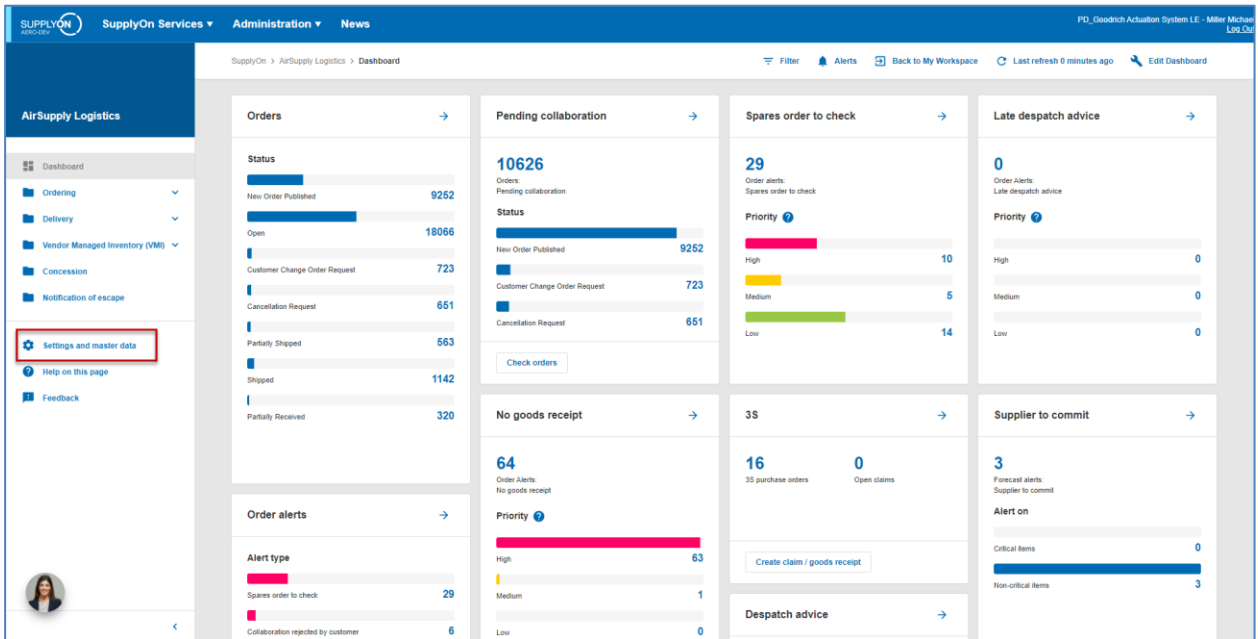 SUPPLYON
AERO-DEV
SupplyOn Services
Administration
News
PD_Goodrich Actuation System LE - Miller Michael
Log Out
AirSupply Logistics
Dashboard
Ordering
Delivery
Vendor Managed Inventory (VMI)
Concession
Notification of escape
Settings and master data
Help on this page
Feedback
SupplyOn > AirSupply Logistics > Dashboard
Filter
Alerts
Back to My Workspace
Last refresh 0 minutes ago
Edit Dashboard
Orders
Status
New Order Published 9252
Open 18066
Customer Change Order Request 723
Cancellation Request 651
Partially Shipped 563
Shipped 1142
Partially Received 320
Order alerts
Alert type
Spares order to check 29
Collaboration rejected by customer 6
Pending collaboration
10626
Orders:
Pending collaboration
Status
New Order Published 9252
Customer Change Order Request 723
Cancellation Request 651
Check orders
No goods receipt
64
Order Alerts:
No goods receipt
Priority ?
High 63
Medium 1
Low 0
Spares order to check
29
Order alerts:
Spares order to check
Priority ?
High 10
Medium 5
Low 14
3S
16 0
3S purchase orders Open claims
Create claim / goods receipt
Despatch advice
Late despatch advice
0
Order Alerts:
Late despatch advice
Priority ?
High 0
Medium 0
Low 0
Supplier to commit
3
Forecast alerts:
Supplier to commit
Alert on
Critical items 0
Non-critical items 3